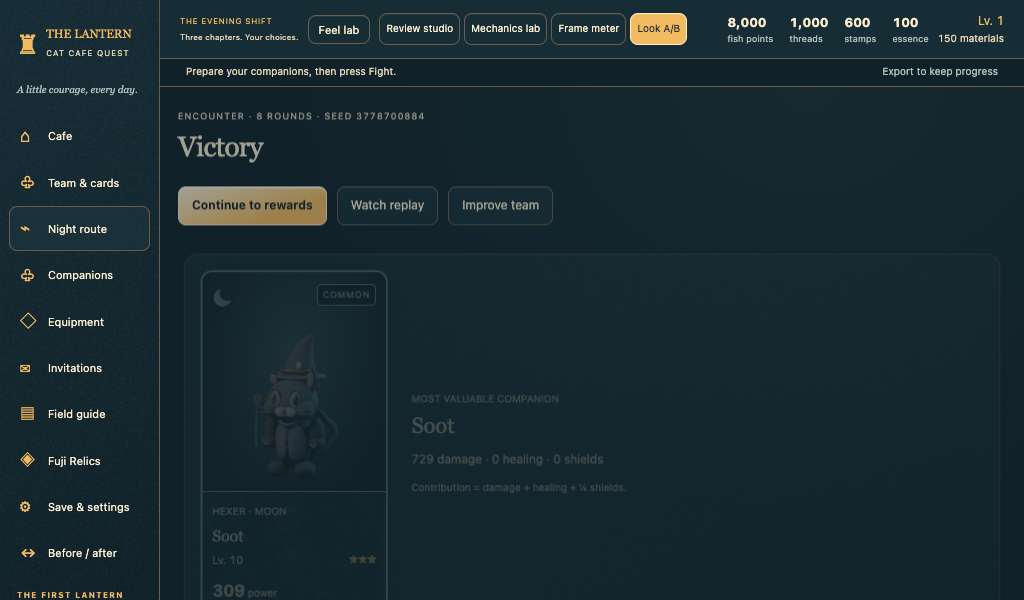 THE LANTERN
CAT CAFE QUEST
A little courage, every day.
Cafe
Team & cards
Night route
Companions
Equipment
Invitations
Field guide
Fuji Relics
Save & settings
Before / after
THE FIRST LANTERN
THE EVENING SHIFT
Three chapters. Your choices.
Feel lab
Review studio
Mechanics lab
Frame meter
Look A/B
8,000
fish points
1,000
threads
600
stamps
100
essence
Lv. 1
150 materials
Prepare your companions, then press Fight.
Export to keep progress
ENCOUNTER · 8 ROUNDS · SEED 3778700884
Victory
Continue to rewards
Watch replay
Improve team
COMMON
HEXER · MOON
Soot
Lv. 10
309 power
MOST VALUABLE COMPANION
Soot
729 damage · 0 healing · 0 shields
Contribution = damage + healing + ¼ shields.